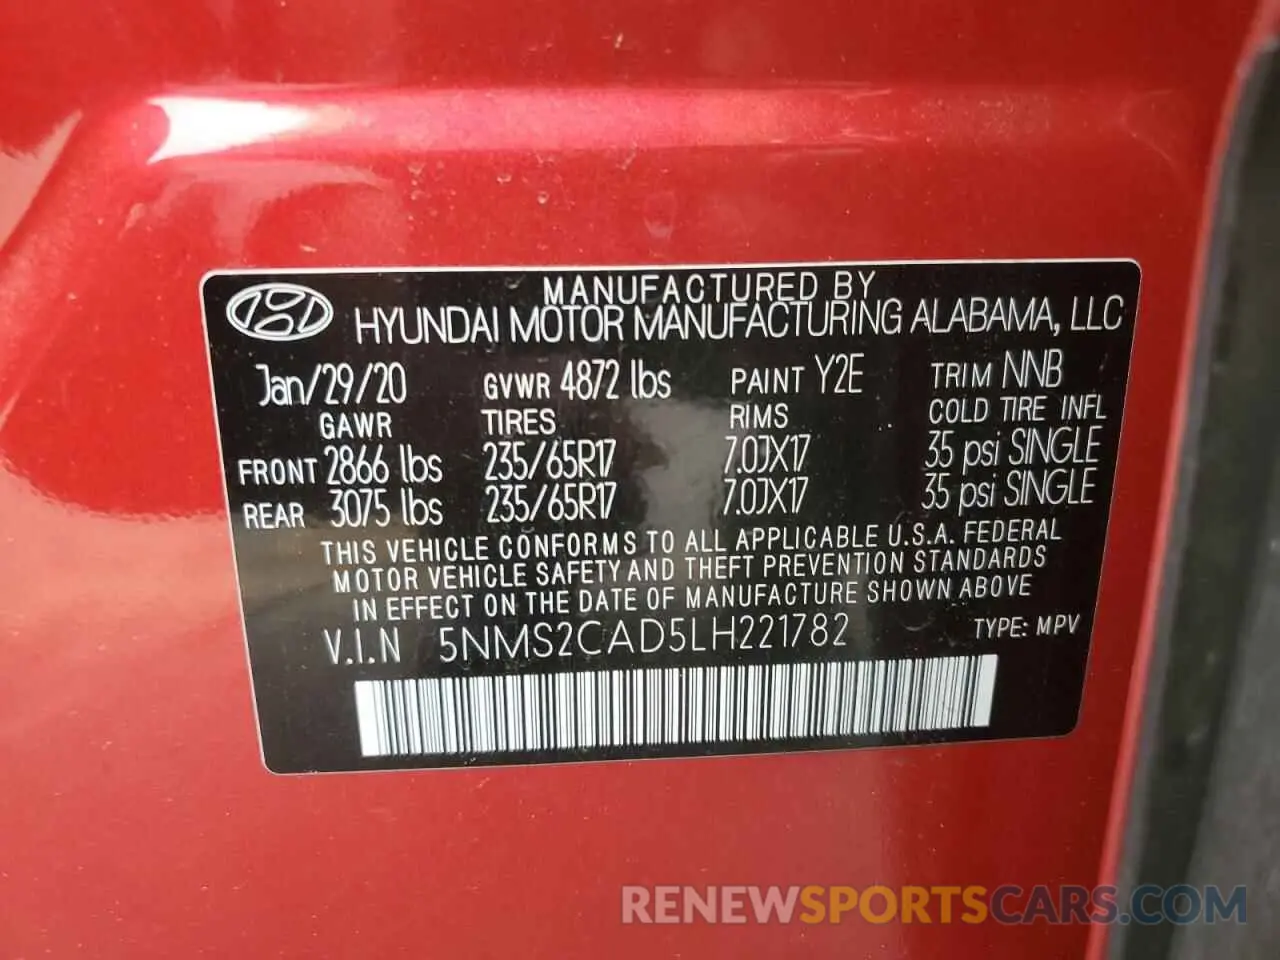 MANUFACTURED BY
HYUNDAI MOTOR MANUFACTURING ALABAMA, LLC
Jan/29/20 GVWR 4872 lbs PAINT Y2E TRIM NNB
GAWR TIRES RIMS COLD TIRE INFL
FRONT 2866 lbs 235/65R17 7.0JX17 35 psi SINGLE
REAR 3075 lbs 235/65R17 7.0JX17 35 psi SINGLE
THIS VEHICLE CONFORMS TO ALL APPLICABLE U.S.A. FEDERAL
MOTOR VEHICLE SAFETY AND THEFT PREVENTION STANDARDS
IN EFFECT ON THE DATE OF MANUFACTURE SHOWN ABOVE
V.I.N 5NMS2CAD5LH221782 TYPE: MPV
RENEWSPORTSCARS.COM